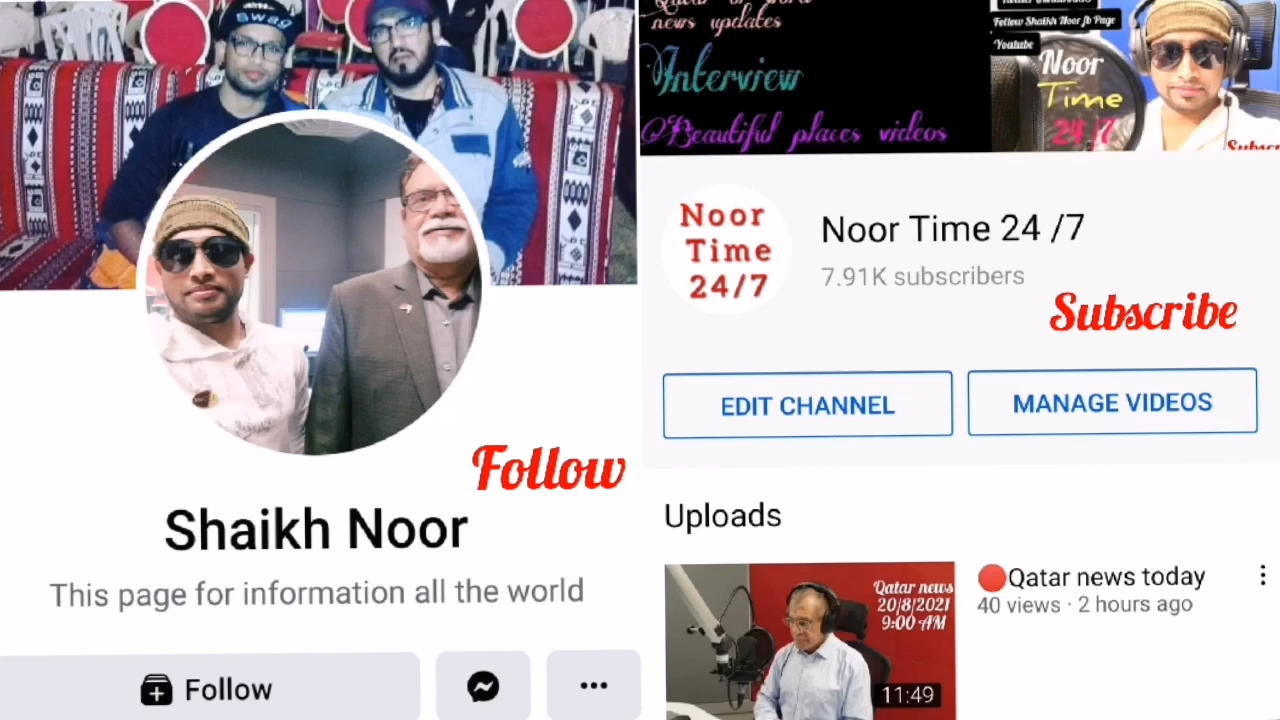 Swag
Follow
Shaikh Noor
This page for information all the world
Follow
news updates
Interview
Beautiful places videos
Follow Shaikh Noor fb Page
Youtube
Noor
Time
24/7
Noor
Time
24/7
Noor Time 24 /7
7.91K subscribers
Subscribe
EDIT CHANNEL
MANAGE VIDEOS
Uploads
Qatar news
20/8/2021
9:00 AM
11:49
🔴Qatar news today
40 views · 2 hours ago